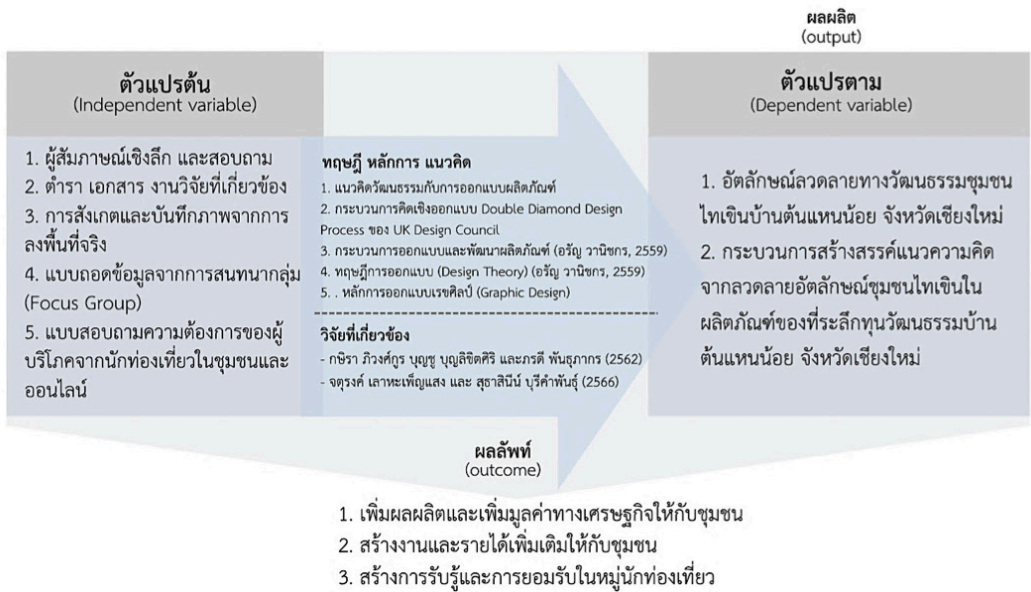 ผลผลิต
(output)
ตัวแปรต้น
(Independent variable)
1. ผู้สัมภาษณ์เชิงลึก และสอบถาม
2. ตำรา เอกสาร งานวิจัยที่เกี่ยวข้อง
3. การสังเกตและบันทึกภาพจากการ
ลงพื้นที่จริง
4. แบบถอดข้อมูลจากการสนทนากลุ่ม
(Focus Group)
5. แบบสอบถามความต้องการของผู้
บริโภคจากนักท่องเที่ยวในชุมชนและ
ออนไลน์
ทฤษฎี หลักการ แนวคิด
1. แนวคิดวัฒนธรรมกับการออกแบบผลิตภัณฑ์
2. กระบวนการคิดเชิงออกแบบ Double Diamond Design
Process ของ UK Design Council
3. กระบวนการออกแบบและพัฒนาผลิตภัณฑ์ (อรัญ วานิชกร, 2559)
4. ทฤษฎีการออกแบบ (Design Theory) (อรัญ วานิชกร, 2559)
5. . หลักการออกแบบเรขศิลป์ (Graphic Design)
วิจัยที่เกี่ยวข้อง
- กษิรา ภิวงศ์กูร บุญชู บุญลิขิตศิริ และภรดี พันธุภากร (2562)
- จตุรงค์ เลาหะเพ็ญแสง และ สุธาสินีน์ บุรีคำพันธุ์ (2566)
ตัวแปรตาม
(Dependent variable)
1. อัตลักษณ์ลวดลายทางวัฒนธรรมชุมชน
ไทเขินบ้านต้นแหนน้อย จังหวัดเชียงใหม่
2. กระบวนการสร้างสรรค์แนวความคิด
จากลวดลายอัตลักษณ์ชุมชนไทเขินใน
ผลิตภัณฑ์ของที่ระลึกทุนวัฒนธรรมบ้าน
ต้นแหนน้อย จังหวัดเชียงใหม่
ผลลัพท์
(outcome)
1. เพิ่มผลผลิตและเพิ่มมูลค่าทางเศรษฐกิจให้กับชุมชน
2. สร้างงานและรายได้เพิ่มเติมให้กับชุมชน
3. สร้างการรับรู้และการยอมรับในหมู่นักท่องเที่ยว